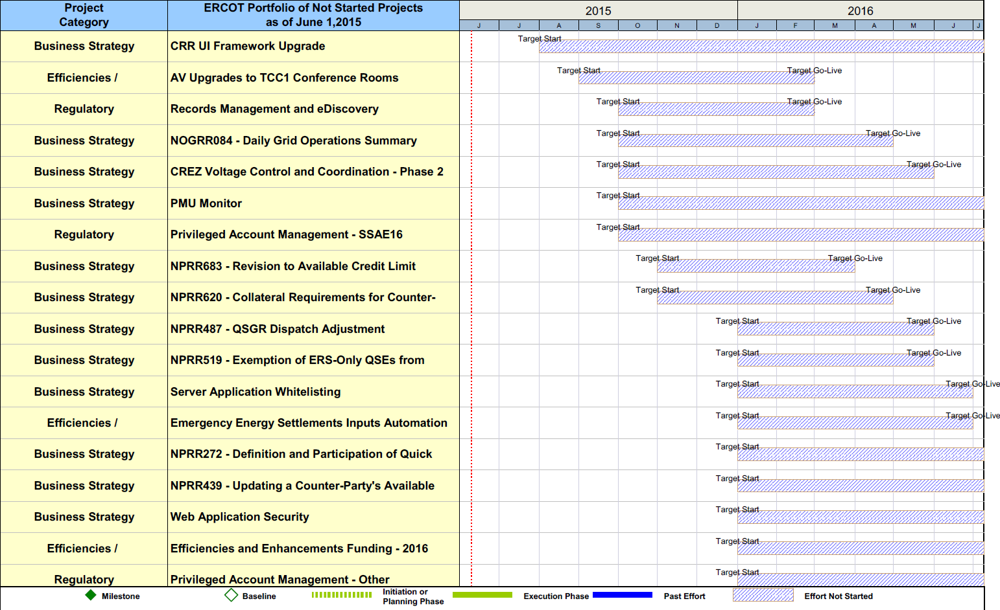 Project
Category
ERCOT Portfolio of Not Started Projects
as of June 1,2015
2015
2016
J J A S O N D J F M A M J J
Business Strategy
CRR UI Framework Upgrade
Target Start
Efficiencies /
AV Upgrades to TCC1 Conference Rooms
Target Start
Target Go-Live
Regulatory
Records Management and eDiscovery
Target Start
Target Go-Live
Business Strategy
NOGRR084 - Daily Grid Operations Summary
Target Start
Target Go-Live
Business Strategy
CREZ Voltage Control and Coordination - Phase 2
Target Start
Target Go-Live
Business Strategy
PMU Monitor
Target Start
Regulatory
Privileged Account Management - SSAE16
Target Start
Business Strategy
NPRR683 - Revision to Available Credit Limit
Target Start
Target Go-Live
Business Strategy
NPRR620 - Collateral Requirements for Counter-
Target Start
Target Go-Live
Business Strategy
NPRR487 - QSGR Dispatch Adjustment
Target Start
Target Go-Live
Business Strategy
NPRR519 - Exemption of ERS-Only QSEs from
Target Start
Target Go-Live
Business Strategy
Server Application Whitelisting
Target Start
Target Go-Live
Efficiencies /
Emergency Energy Settlements Inputs Automation
Target Start
Target Go-Live
Business Strategy
NPRR272 - Definition and Participation of Quick
Target Start
Business Strategy
NPRR439 - Updating a Counter-Party's Available
Target Start
Business Strategy
Web Application Security
Target Start
Efficiencies /
Efficiencies and Enhancements Funding - 2016
Target Start
Regulatory
Privileged Account Management - Other
Target Start
Milestone
Baseline
Initiation or
Planning Phase
Execution Phase
Past Effort
Effort Not Started